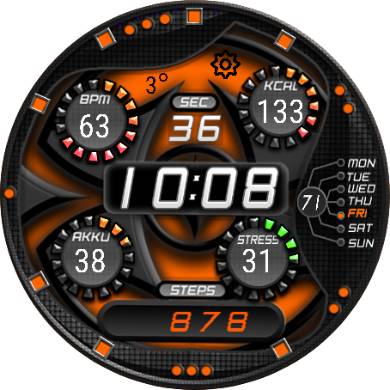 3°
BPM
63
KCAL
133
SEC
36
10:08
MON
TUE
WED
THU
FRI
SAT
SUN
71
AKKU
38
STRESS
31
STEPS
878